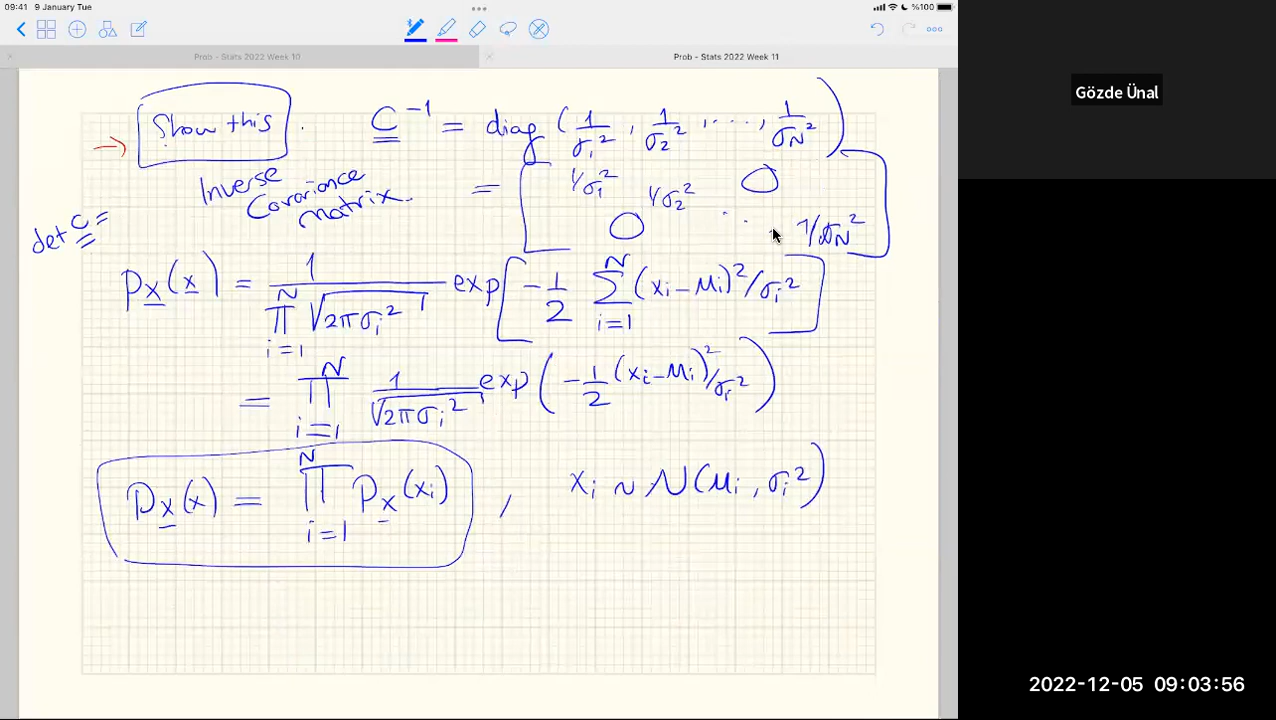 09:41 9 January Tue
%100
Prob - Stats 2022 Week 10
Prob - Stats 2022 Week 11
Gözde Ünal
Show this. C⁻¹ = diag (1/σ₁², 1/σ₂², ..., 1/σN²)
Inverse Covariance matrix. = [1/σ₁² 1/σ₂² 0 0 ⋱ 1/σN²]
det C =
pX(x) = 1 / ∏ᵢ₌₁ᴺ √(2πσᵢ²) exp[-1/2 ∑ᵢ₌₁ᴺ (xᵢ-μᵢ)²/σᵢ²]
= ∏ᵢ₌₁ᴺ 1/√(2πσᵢ²) exp(-1/2 (xᵢ-μᵢ)²/σᵢ²)
pX(x) = ∏ᵢ₌₁ᴺ pX(xᵢ) , xᵢ ~ N(μᵢ, σᵢ²)
2022-12-05 09:03:56